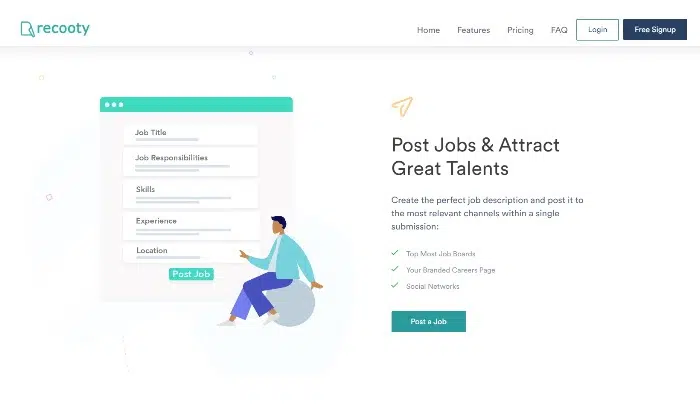 recooty
Home
Features
Pricing
FAQ
Login
Free Signup
Job Title
Job Responsibilities
Skills
Experience
Location
Post Job
Post Jobs & Attract
Great Talents
Create the perfect job description and post it to
the most relevant channels within a single
submission:
Top Most Job Boards
Your Branded Careers Page
Social Networks
Post a Job